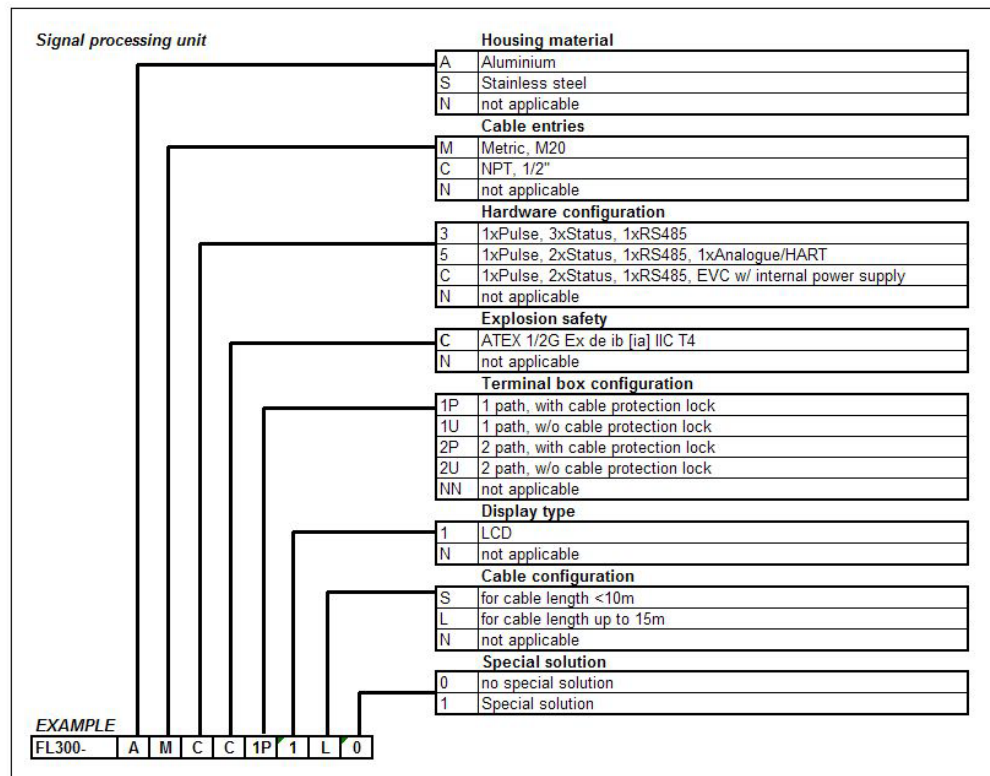 Signal processing unit
Housing material
A Aluminium
S Stainless steel
N not applicable
Cable entries
M Metric, M20
C NPT, 1/2"
N not applicable
Hardware configuration
3 1xPulse, 3xStatus, 1xRS485
5 1xPulse, 2xStatus, 1xRS485, 1xAnalogue/HART
C 1xPulse, 2xStatus, 1xRS485, EVC w/ internal power supply
N not applicable
Explosion safety
C ATEX 1/2G Ex de ib [ia] IIC T4
N not applicable
Terminal box configuration
1P 1 path, with cable protection lock
1U 1 path, w/o cable protection lock
2P 2 path, with cable protection lock
2U 2 path, w/o cable protection lock
NN not applicable
Display type
1 LCD
N not applicable
Cable configuration
S for cable length <10m
L for cable length up to 15m
N not applicable
Special solution
0 no special solution
1 Special solution
EXAMPLE
FL300- A M C C 1P 1 L 0